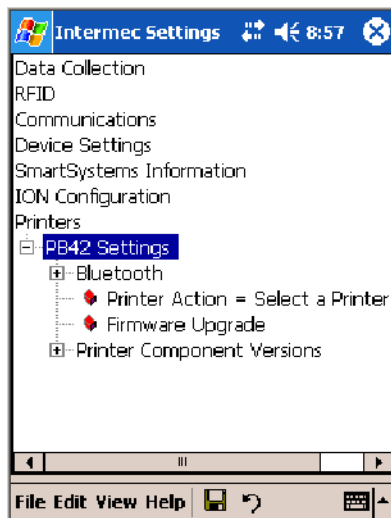 Intermec Settings 8:57
Data Collection
RFID
Communications
Device Settings
SmartSystems Information
ION Configuration
Printers
PB42 Settings
Bluetooth
Printer Action = Select a Printer
Firmware Upgrade
Printer Component Versions
File Edit View Help